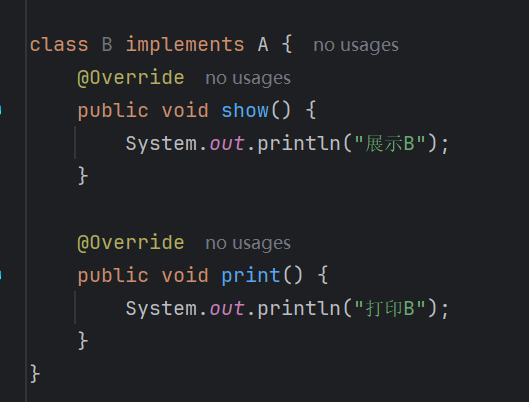 class B implements A { no usages
@Override no usages
public void show() {
System.out.println("展示B");
}
@Override no usages
public void print() {
System.out.println("打印B");
}
}